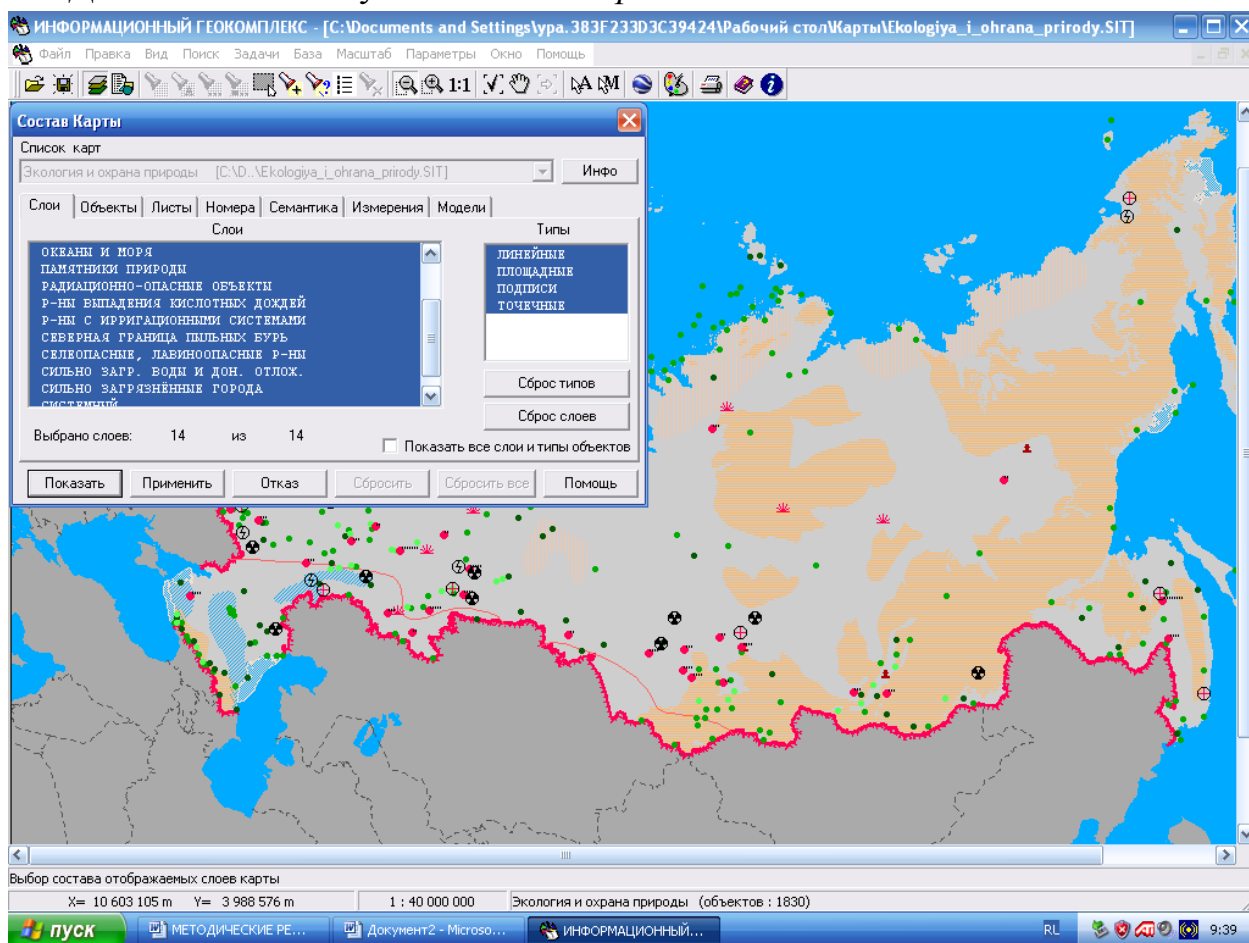 ИНФОРМАЦИОННЫЙ ГЕОКОМПЛЕКС - [C:\Documents and Settings\ypa.383F233D3C39424\Рабочий стол\Карты\Ekologiya_i_ohrana_prirody.SIT]
Файл Правка Вид Поиск Задачи База Масштаб Параметры Окно Помощь
1:1
Состав Карты
Список карт
Экология и охрана природы [C:\D..\Ekologiya_i_ohrana_prirody.SIT] Инфо
Слои Объекты Листы Номера Семантика Измерения Модели
Слои Типы
ОКЕАНЫ И МОРЯ
ПАМЯТНИКИ ПРИРОДЫ
РАДИАЦИОННО-ОПАСНЫЕ ОБЪЕКТЫ
Р-НЫ ВЫПАДЕНИЯ КИСЛОТНЫХ ДОЖДЕЙ
Р-НЫ С ИРРИГАЦИОННЫМИ СИСТЕМАМИ
СЕВЕРНАЯ ГРАНИЦА ПЫЛЬНЫХ БУРЬ
СЕЛЕОПАСНЫЕ, ЛАВИНООПАСНЫЕ Р-НЫ
СИЛЬНО ЗАГР. ВОДЫ И ДОН. ОТЛОЖ.
СИЛЬНО ЗАГРЯЗНЁННЫЕ ГОРОДА
СИСТЕМНЫЙ
ЛИНЕЙНЫЕ
ПЛОЩАДНЫЕ
ПОДПИСИ
ТОЧЕЧНЫЕ
Сброс типов
Сброс слоев
Выбрано слоев: 14 из 14
Показать все слои и типы объектов
Показать Применить Отказ Сбросить Сбросить все Помощь
Выбор состава отображаемых слоев карты
X= 10 603 105 m Y= 3 988 576 m 1 : 40 000 000 Экология и охрана природы (объектов : 1830)
пуск МЕТОДИЧЕСКИЕ РЕ... Документ2 - Microso... ИНФОРМАЦИОННЫЙ... RL 9:39